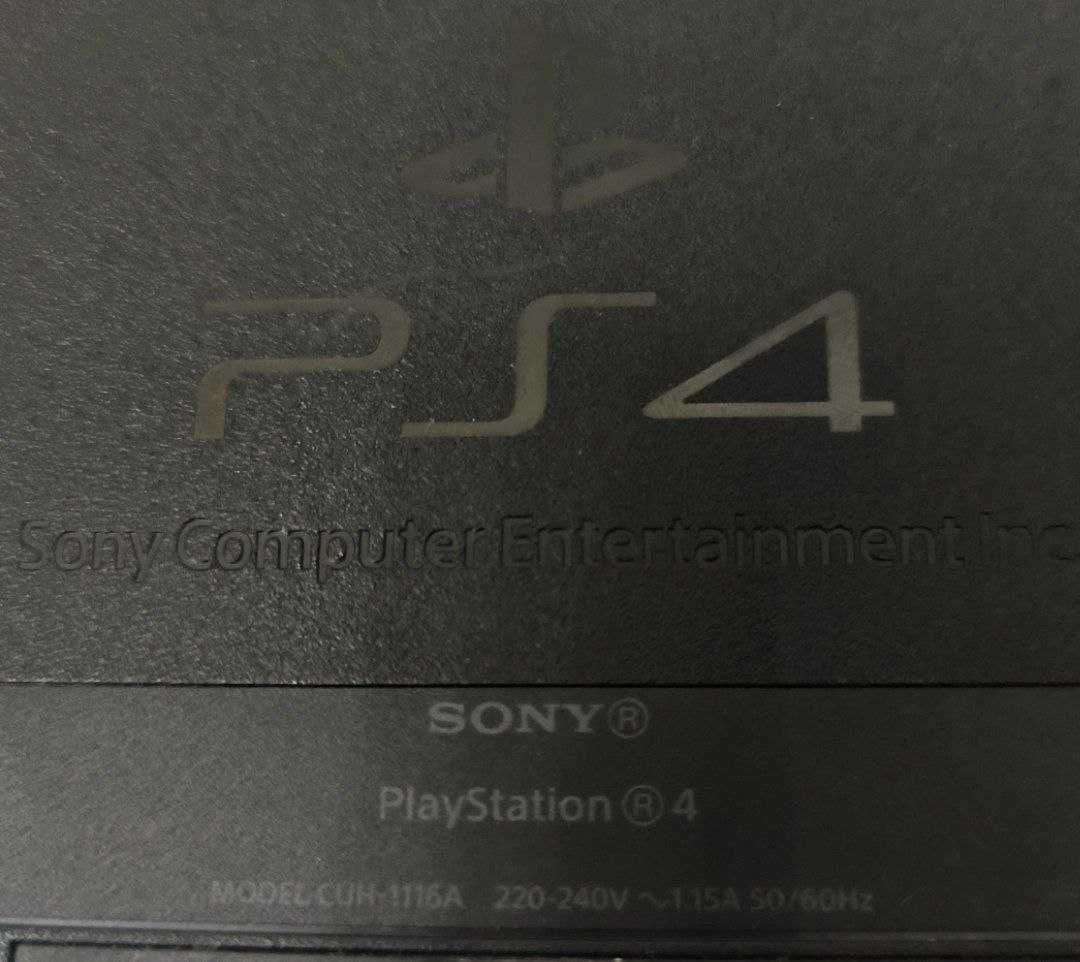 PS4
Sony Computer Entertainment Inc.
SONY®
PlayStation ®4
MODEL CUH-1116A 220-240V ~1.15A 50/60Hz